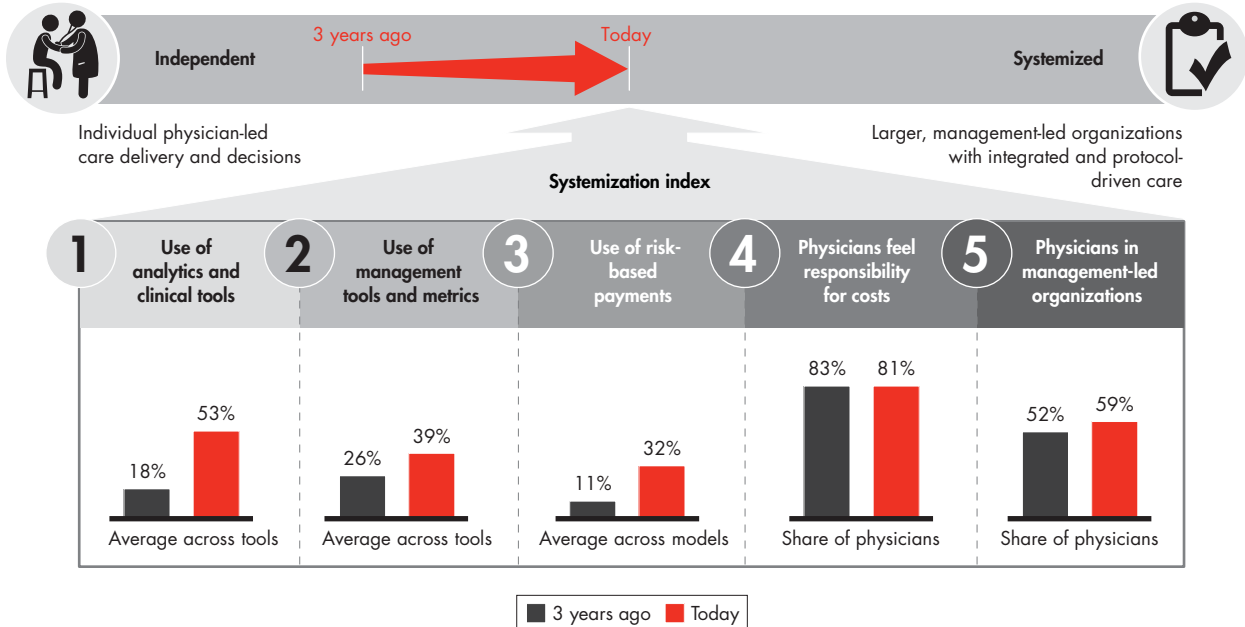 3 years ago
Today
Independent
Systemized
Individual physician-led
care delivery and decisions
Larger, management-led organizations
with integrated and protocol-
driven care
Systemization index
1
Use of
analytics and
clinical tools
2
Use of
management
tools and metrics
3
Use of risk-
based
payments
4
Physicians feel
responsibility
for costs
5
Physicians in
management-led
organizations
18%
53%
Average across tools
26%
39%
Average across tools
11%
32%
Average across models
83%
81%
Share of physicians
52%
59%
Share of physicians
3 years ago
Today